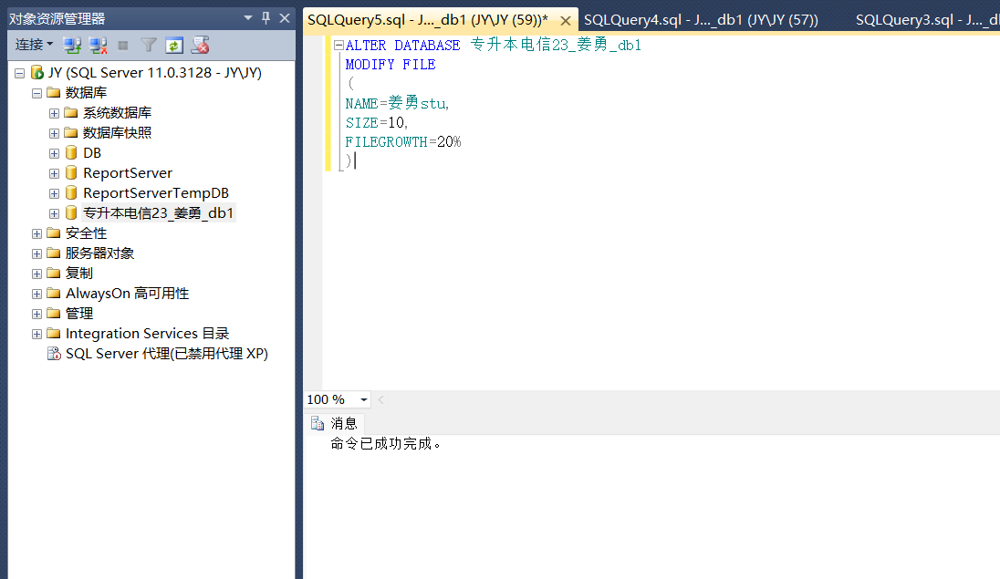 对象资源管理器
连接
JY (SQL Server 11.0.3128 - JY\JY)
数据库
系统数据库
数据库快照
DB
ReportServer
ReportServerTempDB
专升本电信23_姜勇_db1
安全性
服务器对象
复制
AlwaysOn 高可用性
管理
Integration Services 目录
SQL Server 代理(已禁用代理 XP)
SQLQuery5.sql - J..._db1 (JY\JY (59))* SQLQuery4.sql - J..._db1 (JY\JY (57)) SQLQuery3.sql - J..._d
ALTER DATABASE 专升本电信23_姜勇_db1
MODIFY FILE
(
NAME=姜勇stu,
SIZE=10,
FILEGROWTH=20%
)
100 %
消息
命令已成功完成。